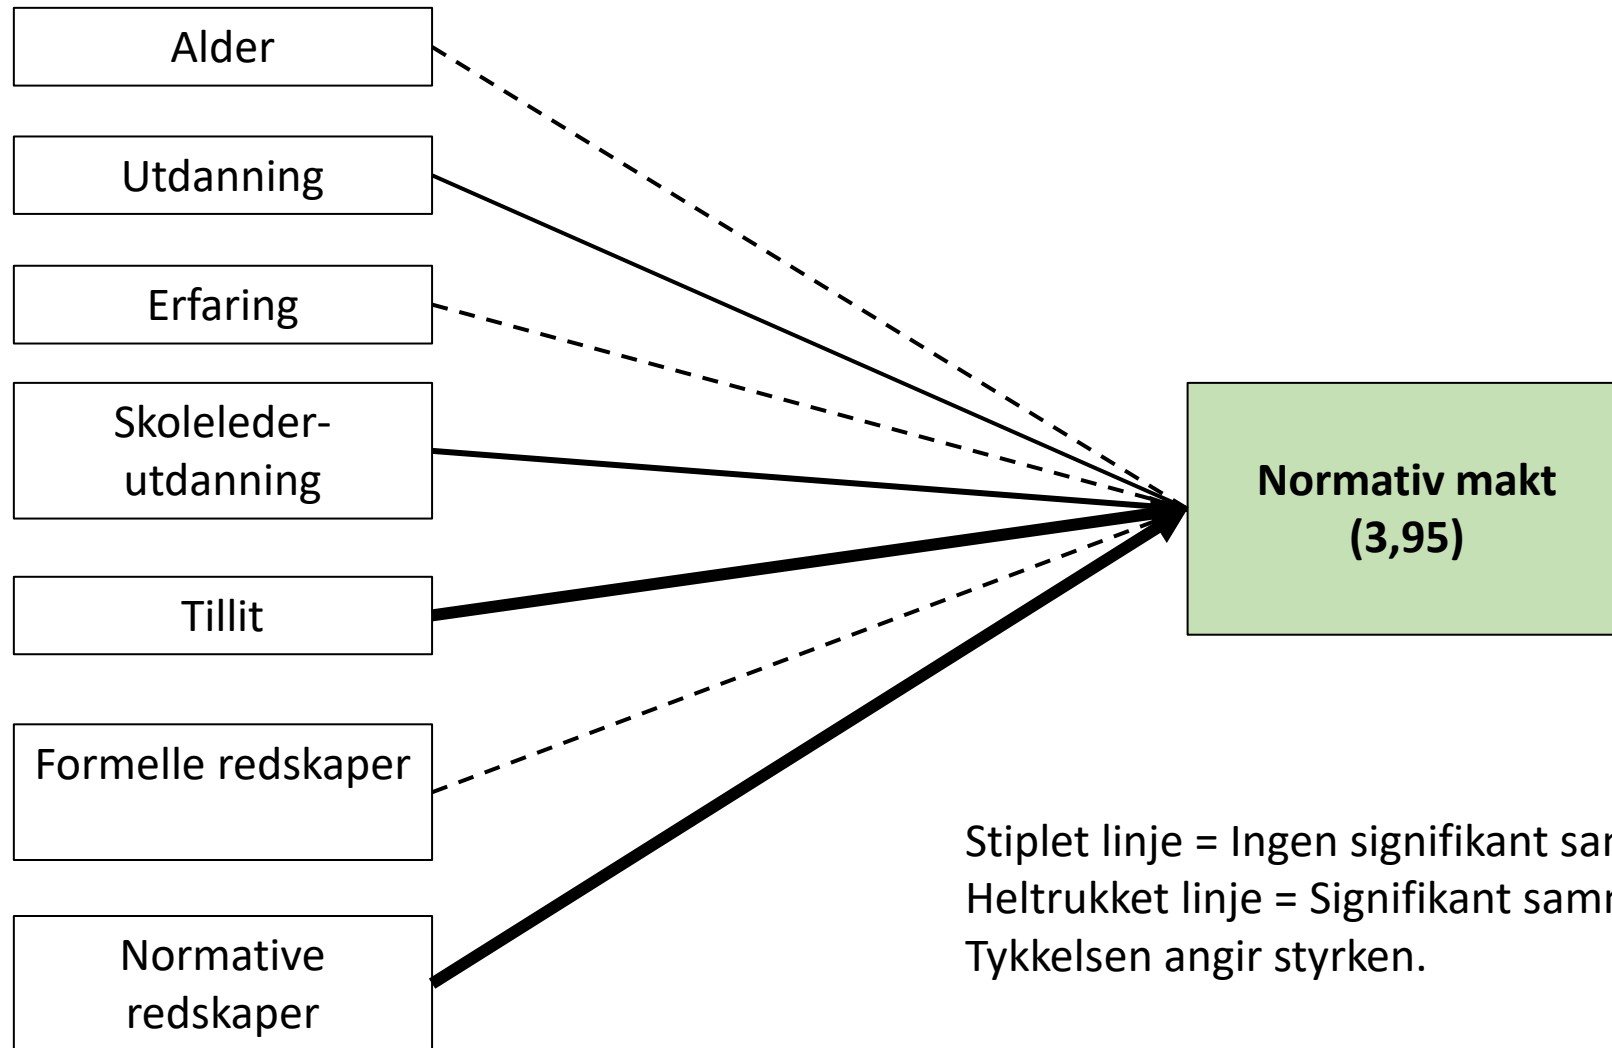 Alder
Utdanning
Erfaring
Skoleleder-
utdanning
Tillit
Formelle redskaper
Normative
redskaper
Normativ makt
(3,95)
Stiplet linje = Ingen signifikant
Heltrukket linje = Signifikant
Tykkelsen angir styrken.